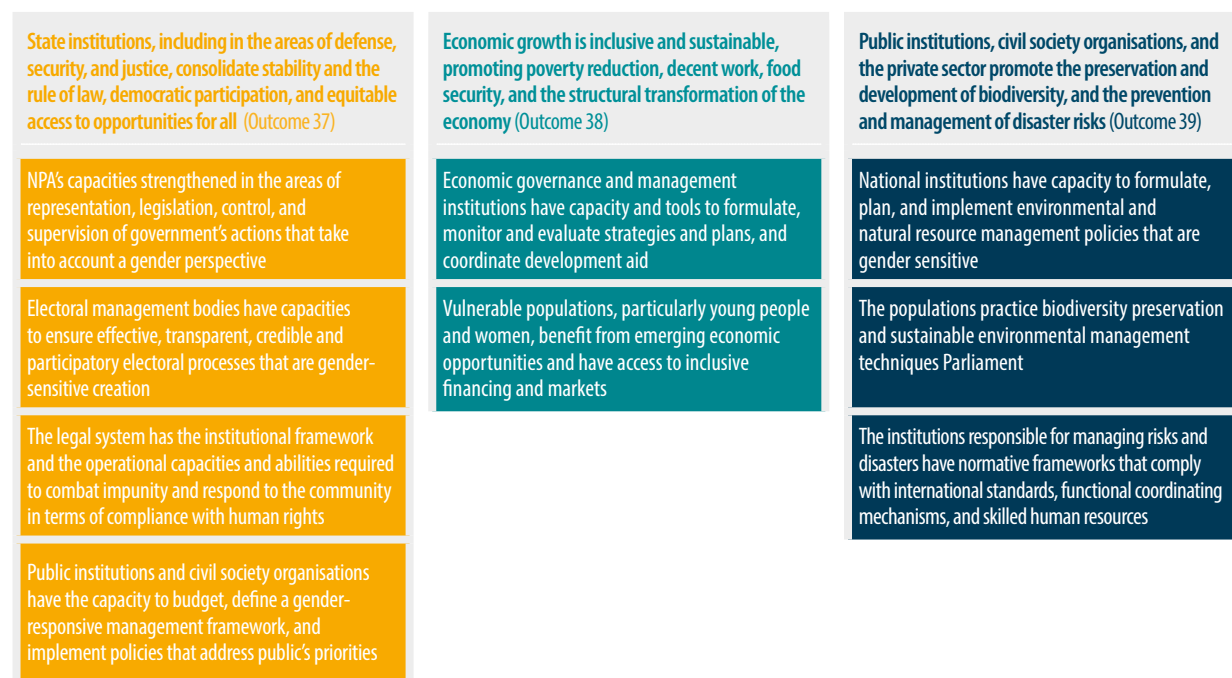 State institutions, including in the areas of defense,
security, and justice, consolidate stability and the
rule of law, democratic participation, and equitable
access to opportunities for all (Outcome 37)
NPA's capacities strengthened in the areas of
representation, legislation, control, and
supervision of government's actions that take
into account a gender perspective
Electoral management bodies have capacities
to ensure effective, transparent, credible and
participatory electoral processes that are gender-
sensitive creation
The legal system has the institutional framework
and the operational capacities and abilities required
to combat impunity and respond to the community
in terms of compliance with human rights
Public institutions and civil society organisations
have the capacity to budget, define a gender-
responsive management framework, and
implement policies that address public's priorities
Economic growth is inclusive and sustainable,
promoting poverty reduction, decent work, food
security, and the structural transformation of the
economy (Outcome 38)
Economic governance and management
institutions have capacity and tools to formulate,
monitor and evaluate strategies and plans, and
coordinate development aid
Vulnerable populations, particularly young people
and women, benefit from emerging economic
opportunities and have access to inclusive
financing and markets
Public institutions, civil society organisations, and
the private sector promote the preservation and
development of biodiversity, and the prevention
and management of disaster risks (Outcome 39)
National institutions have capacity to formulate,
plan, and implement environmental and
natural resource management policies that are
gender sensitive
The populations practice biodiversity preservation
and sustainable environmental management
techniques Parliament
The institutions responsible for managing risks and
disasters have normative frameworks that comply
with international standards, functional coordinating
mechanisms, and skilled human resources